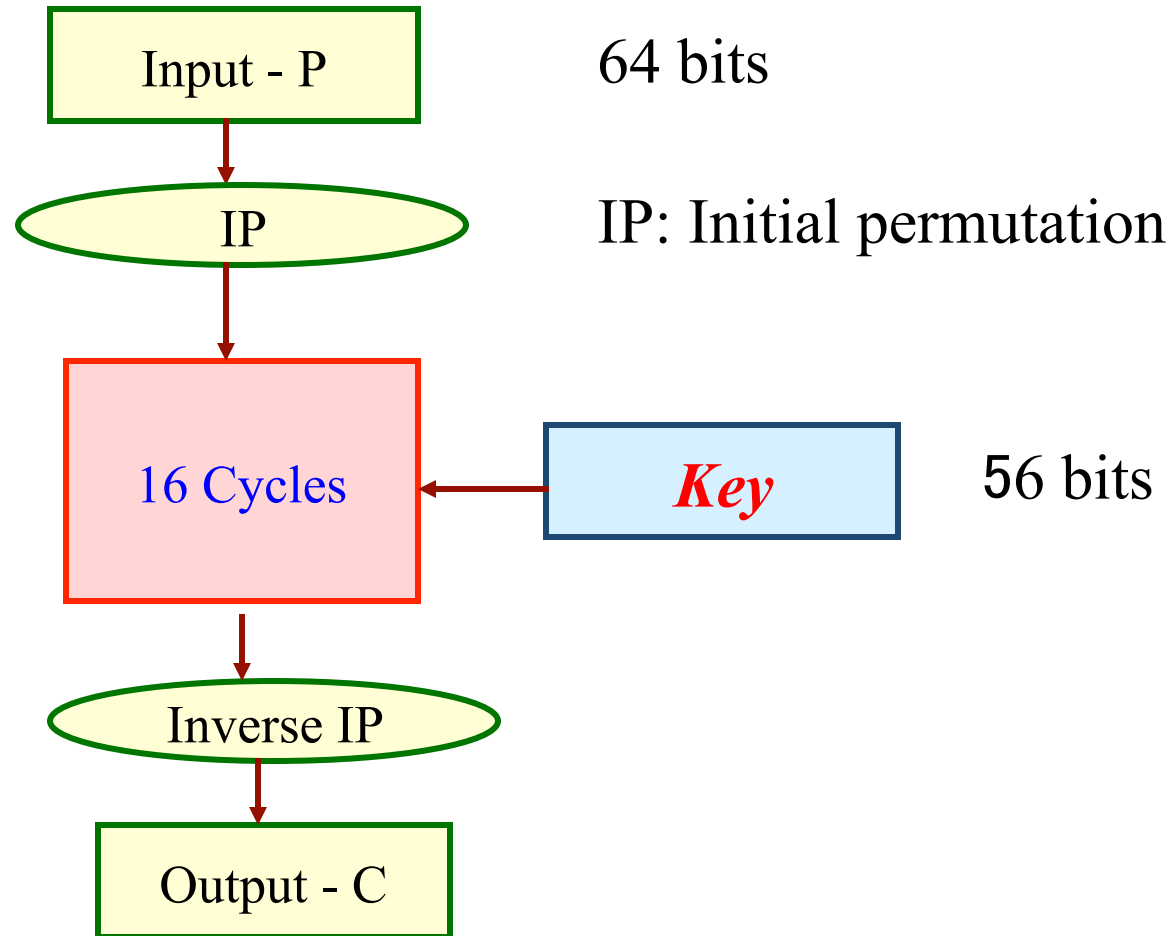 Input - P
64 bits
IP
IP: Initial permutation
16 Cycles
Key
56 bits
Inverse IP
Output - C